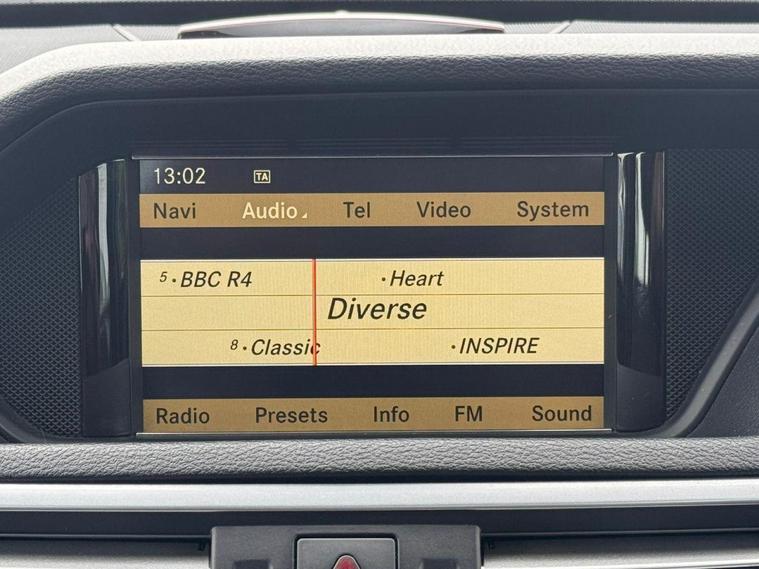 13:02 TA
Navi Audio Tel Video System
5 · BBC R4 · Heart
Diverse
8 · Classic · INSPIRE
Radio Presets Info FM Sound